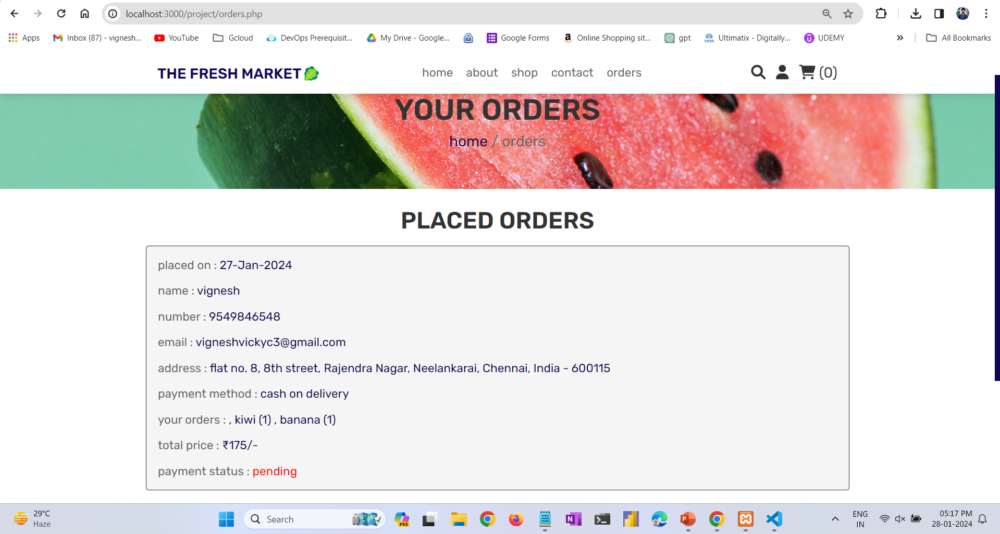 localhost:3000/project/orders.php
Apps
Inbox (87) - vignesh...
YouTube
Gcloud
DevOps Prerequisit...
My Drive - Google...
Google Forms
Online Shopping sit...
gpt
Ultimatix - Digitally...
UDEMY
All Bookmarks
THE FRESH MARKET
home about shop contact orders
(0)
YOUR ORDERS
home / orders
PLACED ORDERS
placed on : 27-Jan-2024
name : vignesh
number : 9549846548
email : vigneshvickyc3@gmail.com
address : flat no. 8, 8th street, Rajendra Nagar, Neelankarai, Chennai, India - 600115
payment method : cash on delivery
your orders : , kiwi (1) , banana (1)
total price : ₹175/-
payment status : pending
29°C
Haze
Search
PRE
ENG
IN
05:17 PM
28-01-2024